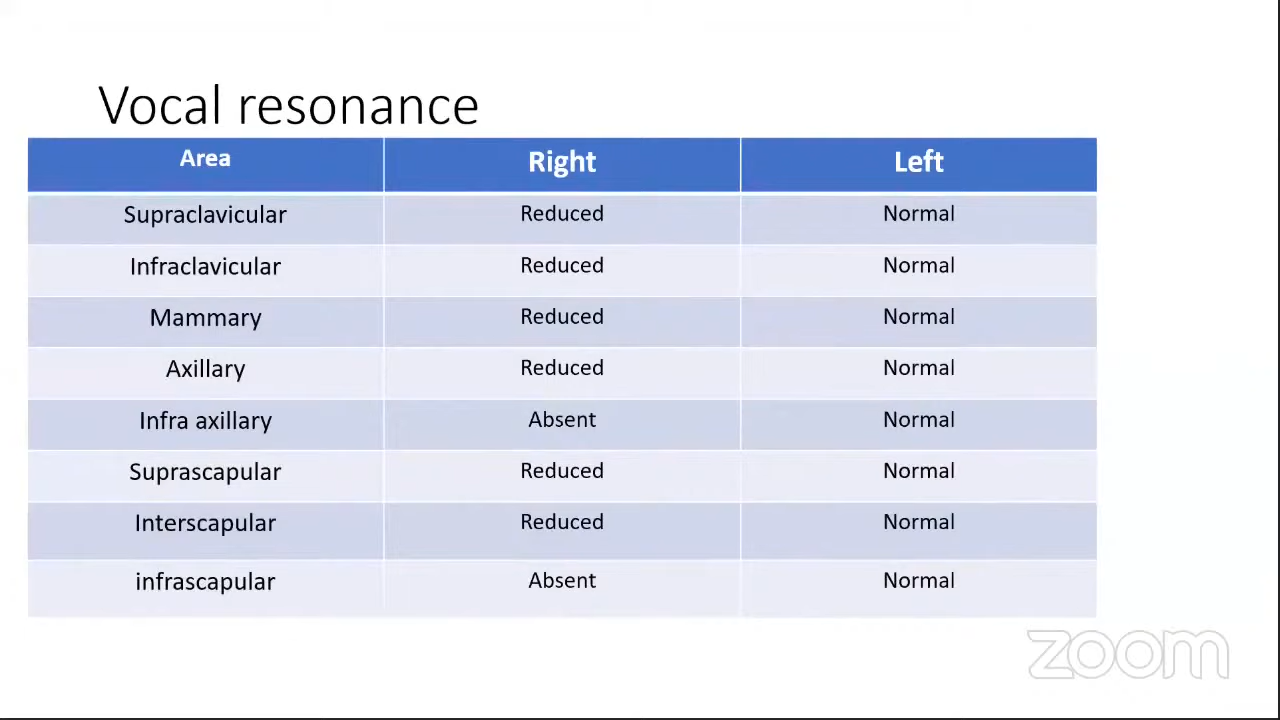 Vocal resonance
Area Right Left
Supraclavicular Reduced Normal
Infraclavicular Reduced Normal
Mammary Reduced Normal
Axillary Reduced Normal
Infra axillary Absent Normal
Suprascapular Reduced Normal
Interscapular Reduced Normal
infrascapular Absent Normal
zoom